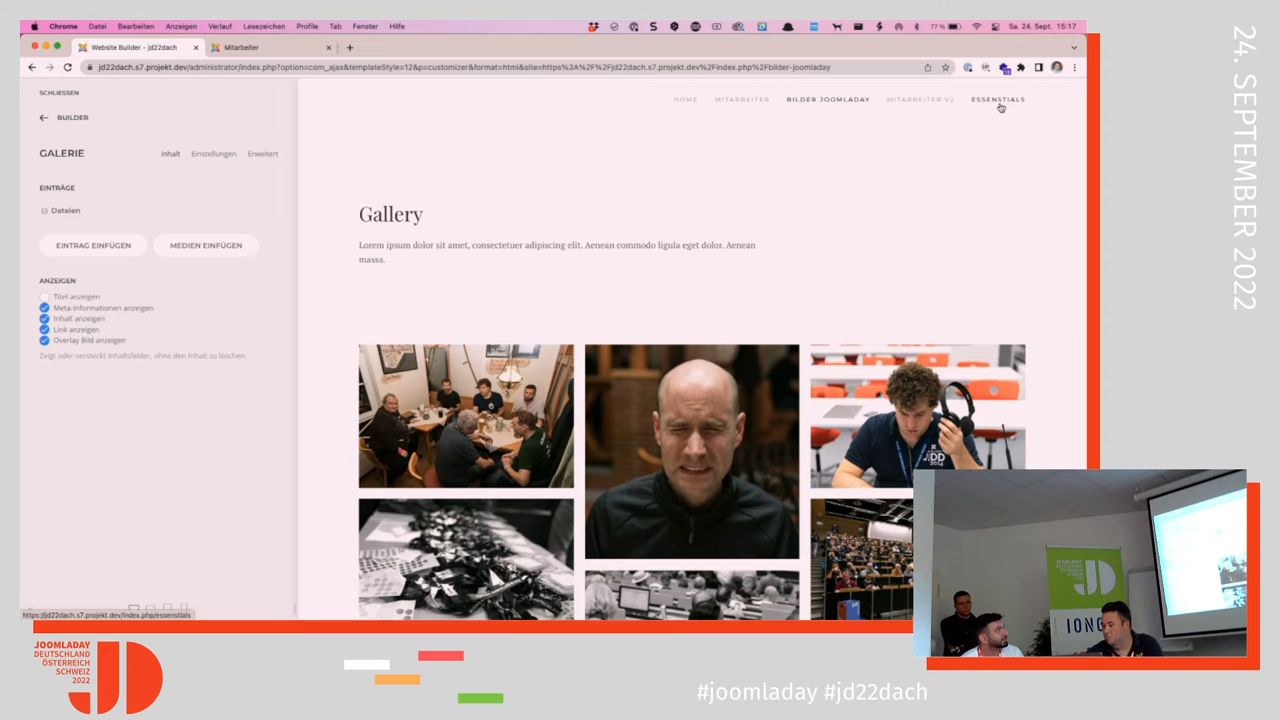 Chrome Datei Bearbeiten Anzeigen Verlauf Lesezeichen Profile Tab Fenster Hilfe
77 % Sa. 24. Sept. 15:17
Website Builder - jd22dach
Mitarbeiter
jd22dach.s7.projekt.dev/administrator/index.php?option=com_ajax&templateStyle=12&p=customizer&format=html&site=https%3A%2F%2Fjd22dach.s7.projekt.dev%2Findex.php%2Fbilder-joomladay
SCHLIESSEN
BUILDER
GALERIE
Inhalt Einstellungen Erweitert
EINTRÄGE
Dateien
EINTRAG EINFÜGEN
MEDIEN EINFÜGEN
ANZEIGEN
Titel anzeigen
Meta-Informationen anzeigen
Inhalt anzeigen
Link anzeigen
Overlay Bild anzeigen
Zeigt oder versteckt Inhaltsfelder, ohne den Inhalt zu löschen.
HOME MITARBEITER BILDER JOOMLADAY MITARBEITER V2 ESSENSTIALS
Gallery
Lorem ipsum dolor sit amet, consectetuer adipiscing elit. Aenean commodo ligula eget dolor. Aenean
massa.
JDD
2014
https://jd22dach.s7.projekt.dev/index.php/essenstials
24. SEPTEMBER 2022
JOOMLADAY
DEUTSCHLAND
ÖSTERREICH
SCHWEIZ
2022
JD
#joomladay #jd22dach